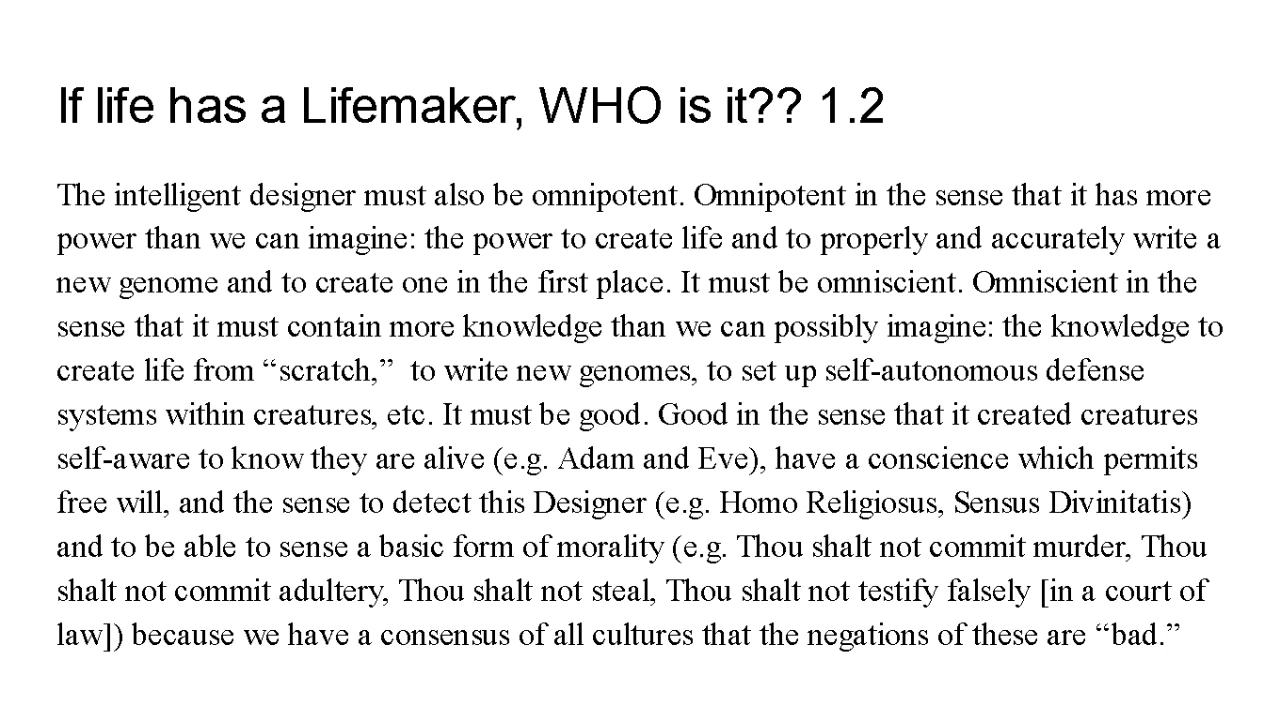 If life has a Lifemaker, WHO is it?? 1.2
The intelligent designer must also be omnipotent. Omnipotent in the sense that it has more
power than we can imagine: the power to create life and to properly and accurately write a
new genome and to create one in the first place. It must be omniscient. Omniscient in the
sense that it must contain more knowledge than we can possibly imagine: the knowledge to
create life from “scratch,”  to write new genomes, to set up self-autonomous defense
systems within creatures, etc. It must be good. Good in the sense that it created creatures
self-aware to know they are alive (e.g. Adam and Eve), have a conscience which permits
free will, and the sense to detect this Designer (e.g. Homo Religiosus, Sensus Divinitatis)
and to be able to sense a basic form of morality (e.g. Thou shalt not commit murder, Thou
shalt not commit adultery, Thou shalt not steal, Thou shalt not testify falsely [in a court of
law]) because we have a consensus of all cultures that the negations of these are “bad.”